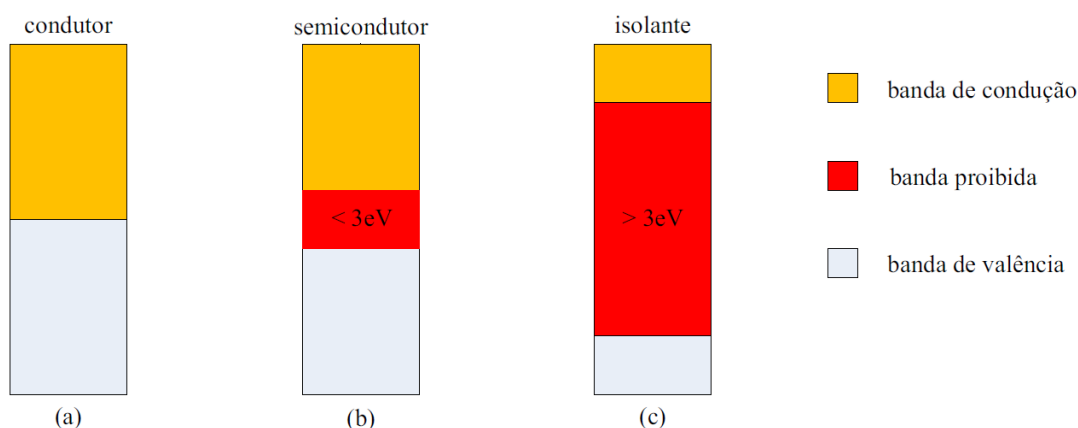 condutor
semicondutor
isolante
banda de condução
banda proibida
< 3eV
> 3eV
banda de valência
(a)
(b)
(c)